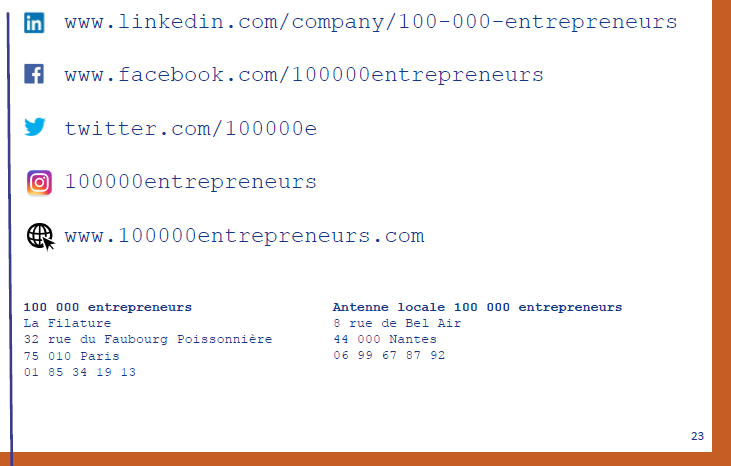 www.linkedin.com/company/100-000-entrepreneurs
www.facebook.com/100000entrepreneurs
twitter.com/100000e
100000entrepreneurs
www.100000entrepreneurs.com
100 000 entrepreneurs
La Filature
32 rue du Faubourg Poissonnière
75 010 Paris
01 85 34 19 13
Antenne locale 100 000 entrepreneurs
8 rue de Bel Air
44 000 Nantes
06 99 67 87 92
23